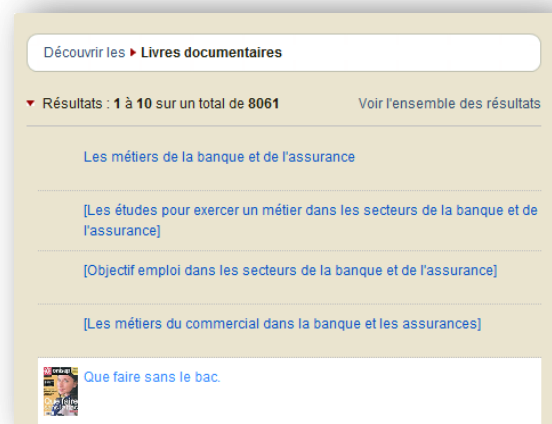 Découvrir les ▸ Livres documentaires
Résultats : 1 à 10 sur un total de 8061 Voir l'ensemble des résultats
Les métiers de la banque et de l'assurance
[Les études pour exercer un métier dans les secteurs de la banque et de
l'assurance]
[Objectif emploi dans les secteurs de la banque et de l'assurance]
[Les métiers du commercial dans la banque et les assurances]
Que faire sans le bac.